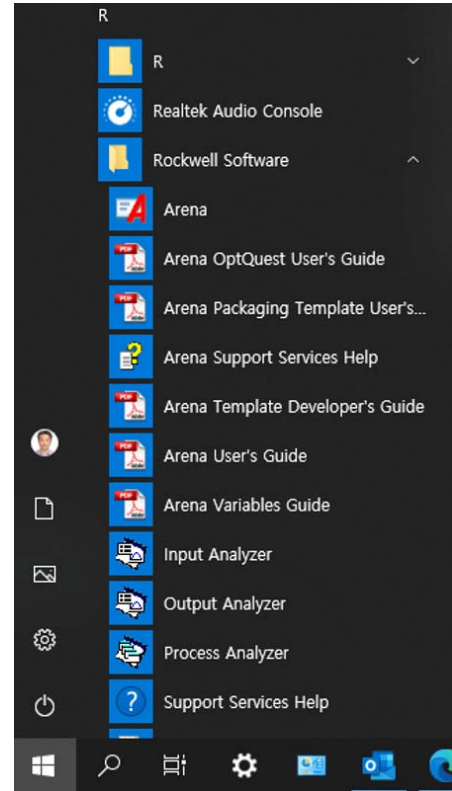 R
R
Realtek Audio Console
Rockwell Software
Arena
Arena OptQuest User's Guide
Arena Packaging Template User's...
Arena Support Services Help
Arena Template Developer's Guide
Arena User's Guide
Arena Variables Guide
Input Analyzer
Output Analyzer
Process Analyzer
Support Services Help